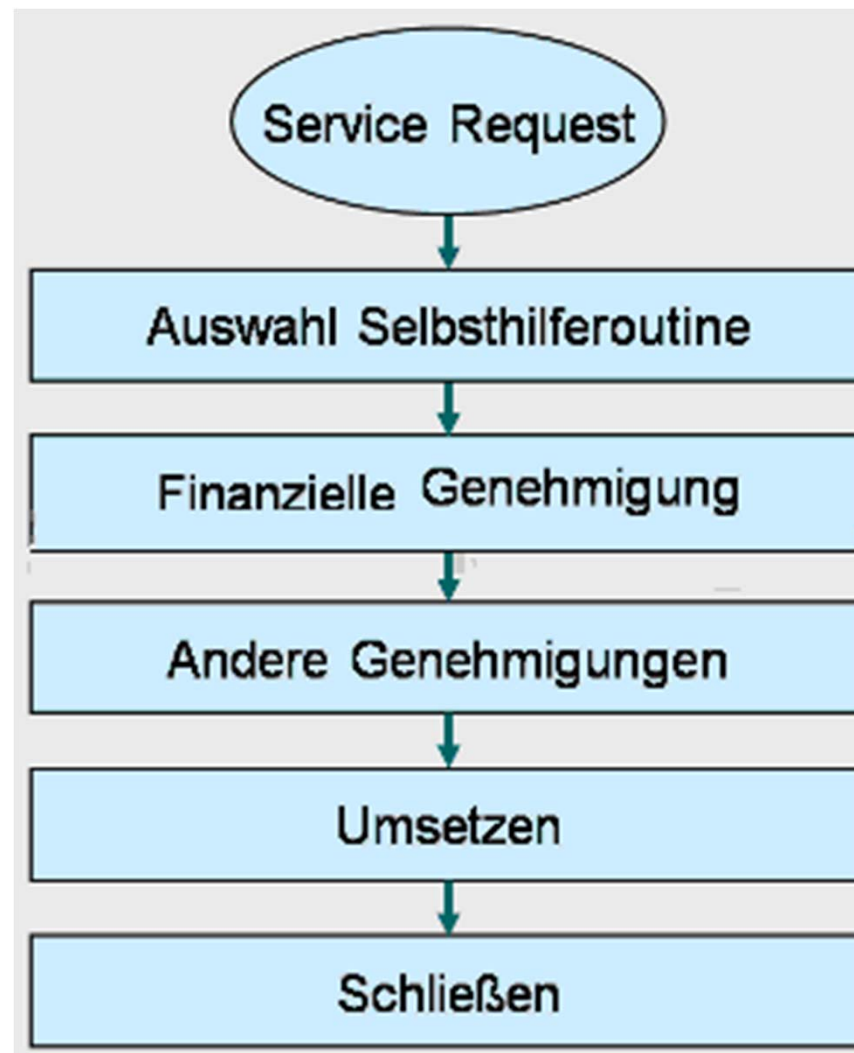 Service Request
Auswahl Selbsthilferoutine
Finanzielle Genehmigung
Andere Genehmigungen
Umsetzen
Schließen